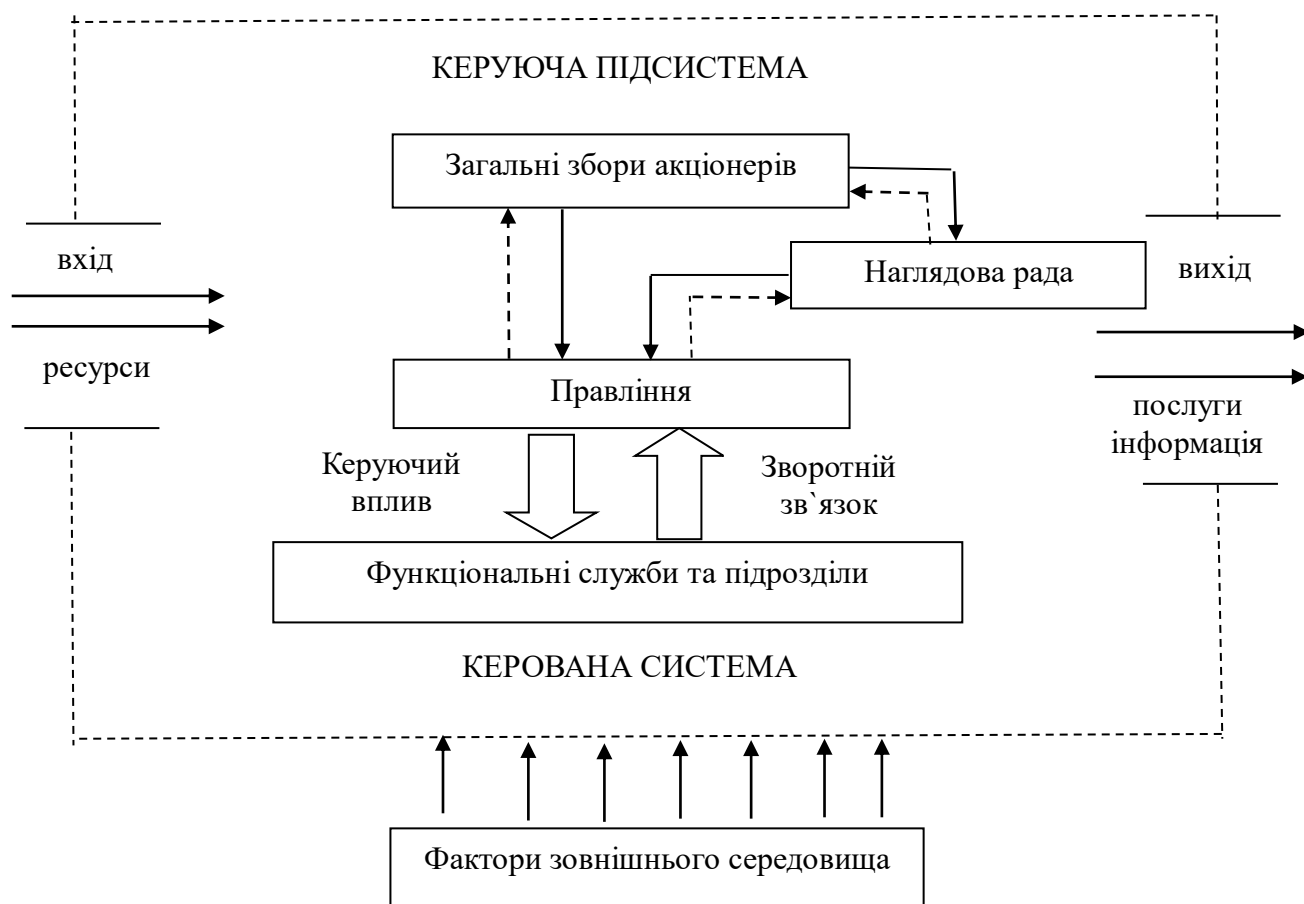 КЕРУЮЧА ПІДСИСТЕМА
Загальні збори акціонерів
вхід
Наглядова рада
вихід
ресурси
Правління
послуги
інформація
Керуючий
вплив
Зворотній
зв`язок
Функціональні служби та підрозділи
КЕРОВАНА СИСТЕМА
Фактори зовнішнього середовища